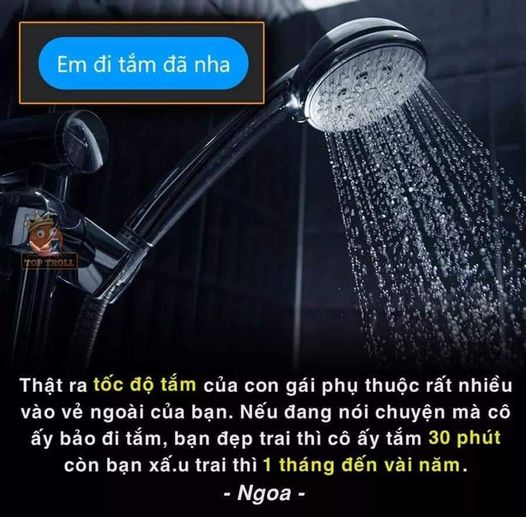 Em đi tắm đã nha
TOP TROLL
Thật ra tốc độ tắm của con gái phụ thuộc rất nhiều
vào vẻ ngoài của bạn. Nếu đang nói chuyện mà cô
ấy bảo đi tắm, bạn đẹp trai thì cô ấy tắm 30 phút
còn bạn xấ.u trai thì 1 tháng đến vài năm.
- Ngoa -